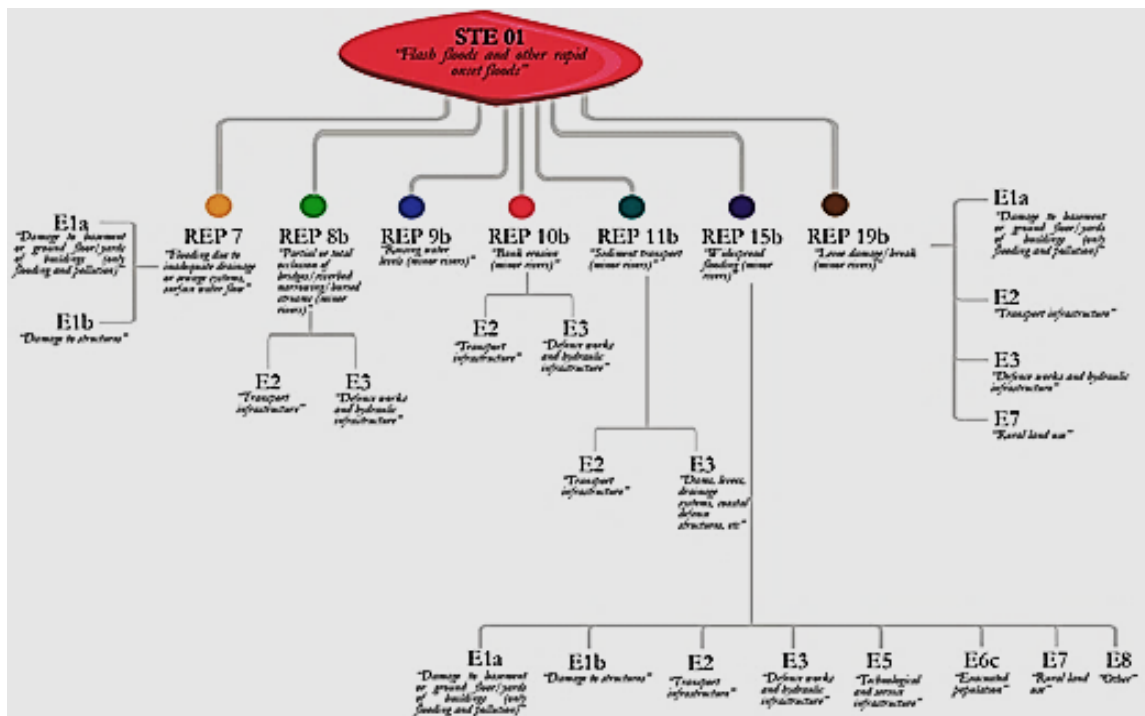 STE 01
"Flash floods and other rapid
onset floods"
REP 7
"Flooding due to
inadequate drainage
or sewage systems,
surface water flow"
REP 8b
"Partial or total
occlusion of
bridges/riverbed
narrowing/buried
streams (minor
rivers)"
REP 9b
water
levels (minor rivers)"
REP 10b
"Bank erosion (minor
rivers)"
REP 11b
"Sediment transport (minor
rivers)"
REP 15b
"Widespread
flooding (minor
rivers)"
REP 19b
"Levee damage/break (minor
rivers)"
E1a
"Damage to basement
or ground floor/yards
of buildings (only
flooding and pollution)"
E1b
"Damage to structures"
E2
"Transport
infrastructure"
E3
"Defence works
and hydraulic
infrastructure"
E2
"Transport
infrastructure"
E3
"Defence works
and hydraulic
infrastructure"
E2
"Transport
infrastructure"
E3
"Dams, levees,
drainage
systems, coastal
defence
structures, etc"
E1a
"Damage to basement
or ground floor/yards
of buildings (only
flooding and pollution)"
E2
"Transport infrastructure"
E3
"Defence works and hydraulic
infrastructure"
E7
"Rural land use"
E1a
"Damage to basement
or ground floor/yards
of buildings (only
flooding and pollution)"
E1b
"Damage to structures"
E2
"Transport
infrastructure"
E3
"Defence works
and hydraulic
infrastructure"
E5
"Technological
and service
infrastructure"
E6c
"Evacuated
population"
E7
"Rural land
use"
E8
"Other"